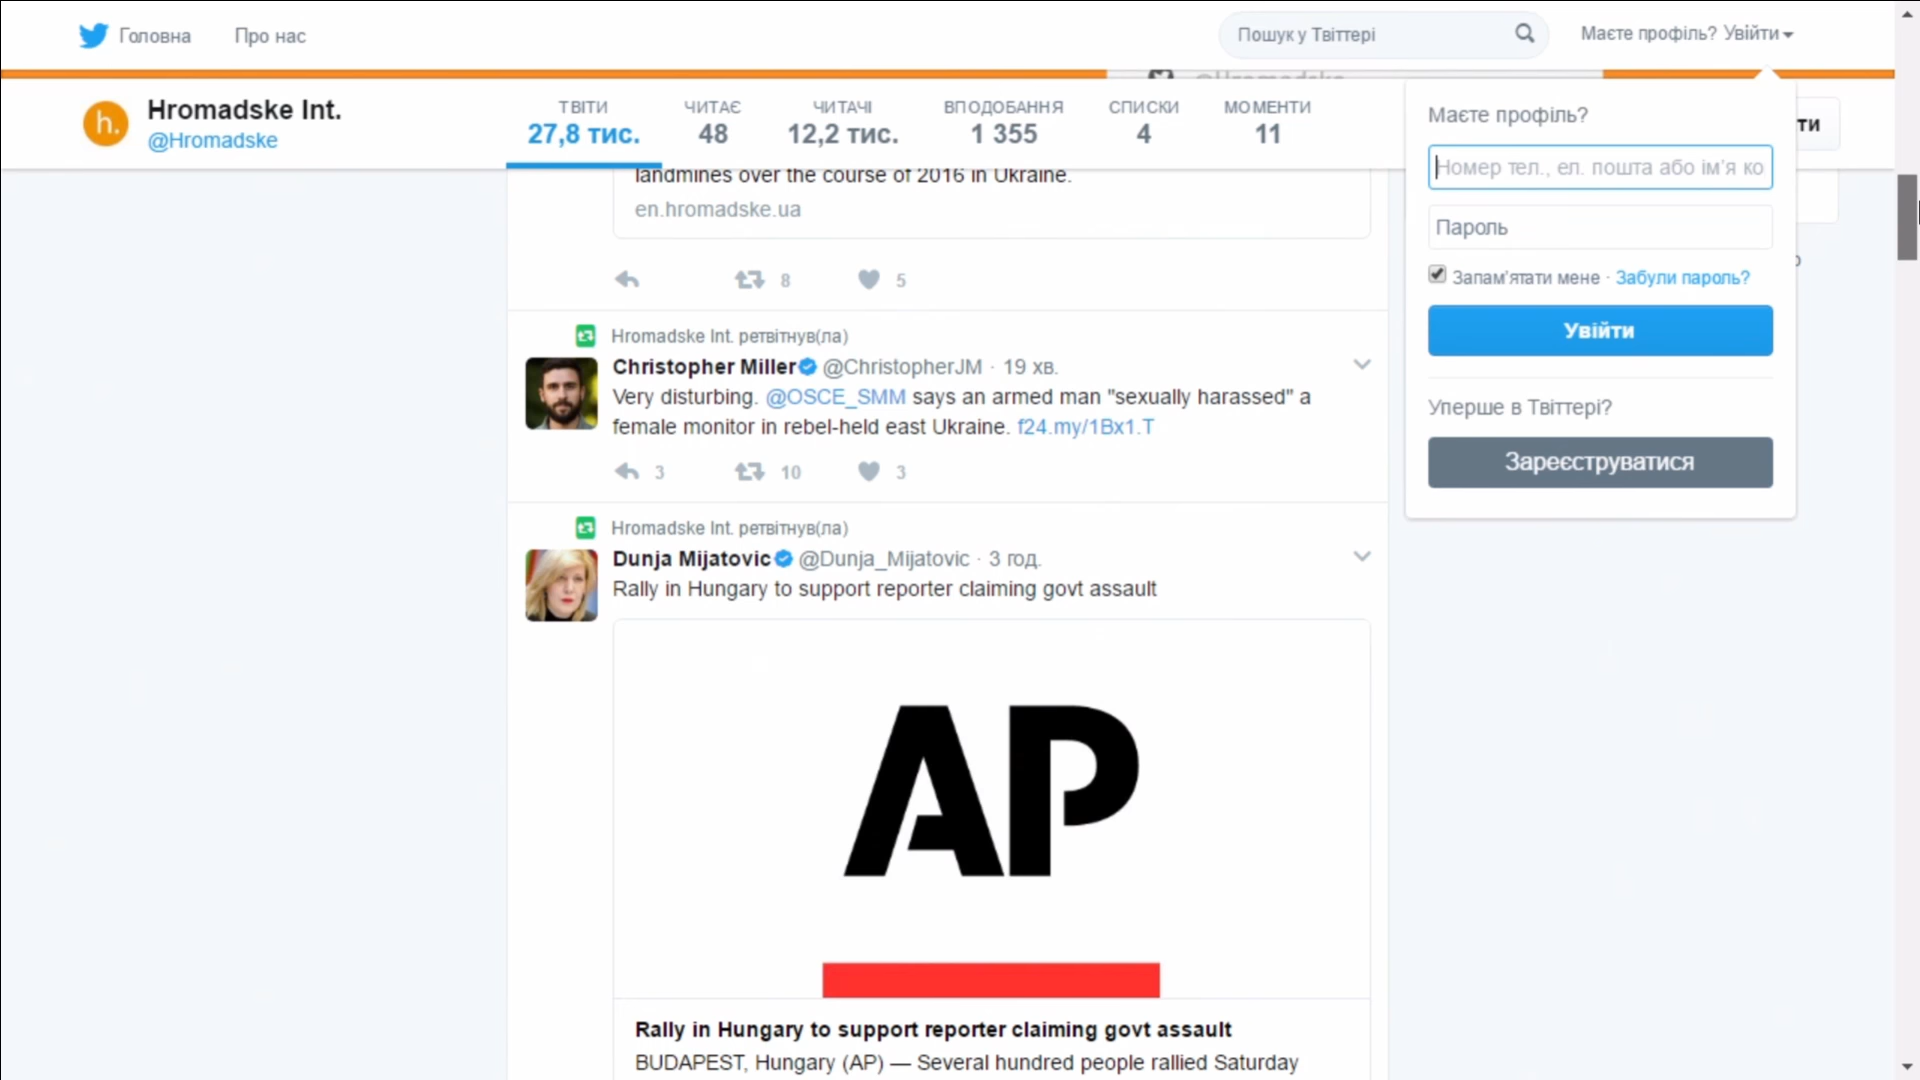 Головна
Про нас
Пошук у Твіттері
Маєте профіль? Увійти
h.
Hromadske Int.
@Hromadske
ТВІТИ
27,8 тис.
ЧИТАЄ
48
ЧИТАЧІ
12,2 тис.
ВПОДОБАННЯ
1 355
СПИСКИ
4
МОМЕНТИ
11
ти
Маєте профіль?
Номер тел., ел. пошта або ім'я ко
Пароль
Запам'ятати мене · Забули пароль?
Увійти
Уперше в Твіттері?
Зареєструватися
landmines over the course of 2016 in Ukraine.
en.hromadske.ua
8
5
Hromadske Int. ретвітнув(ла)
Christopher Miller @ChristopherJM · 19 хв.
Very disturbing. @OSCE_SMM says an armed man "sexually harassed" a
female monitor in rebel-held east Ukraine. f24.my/1Bx1.T
3
10
3
Hromadske Int. ретвітнув(ла)
Dunja Mijatovic @Dunja_Mijatovic · 3 год.
Rally in Hungary to support reporter claiming govt assault
AP
Rally in Hungary to support reporter claiming govt assault
BUDAPEST, Hungary (AP) — Several hundred people rallied Saturday